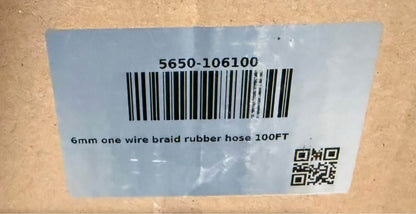 5650-106100
6mm one wire braid rubber hose 100FT